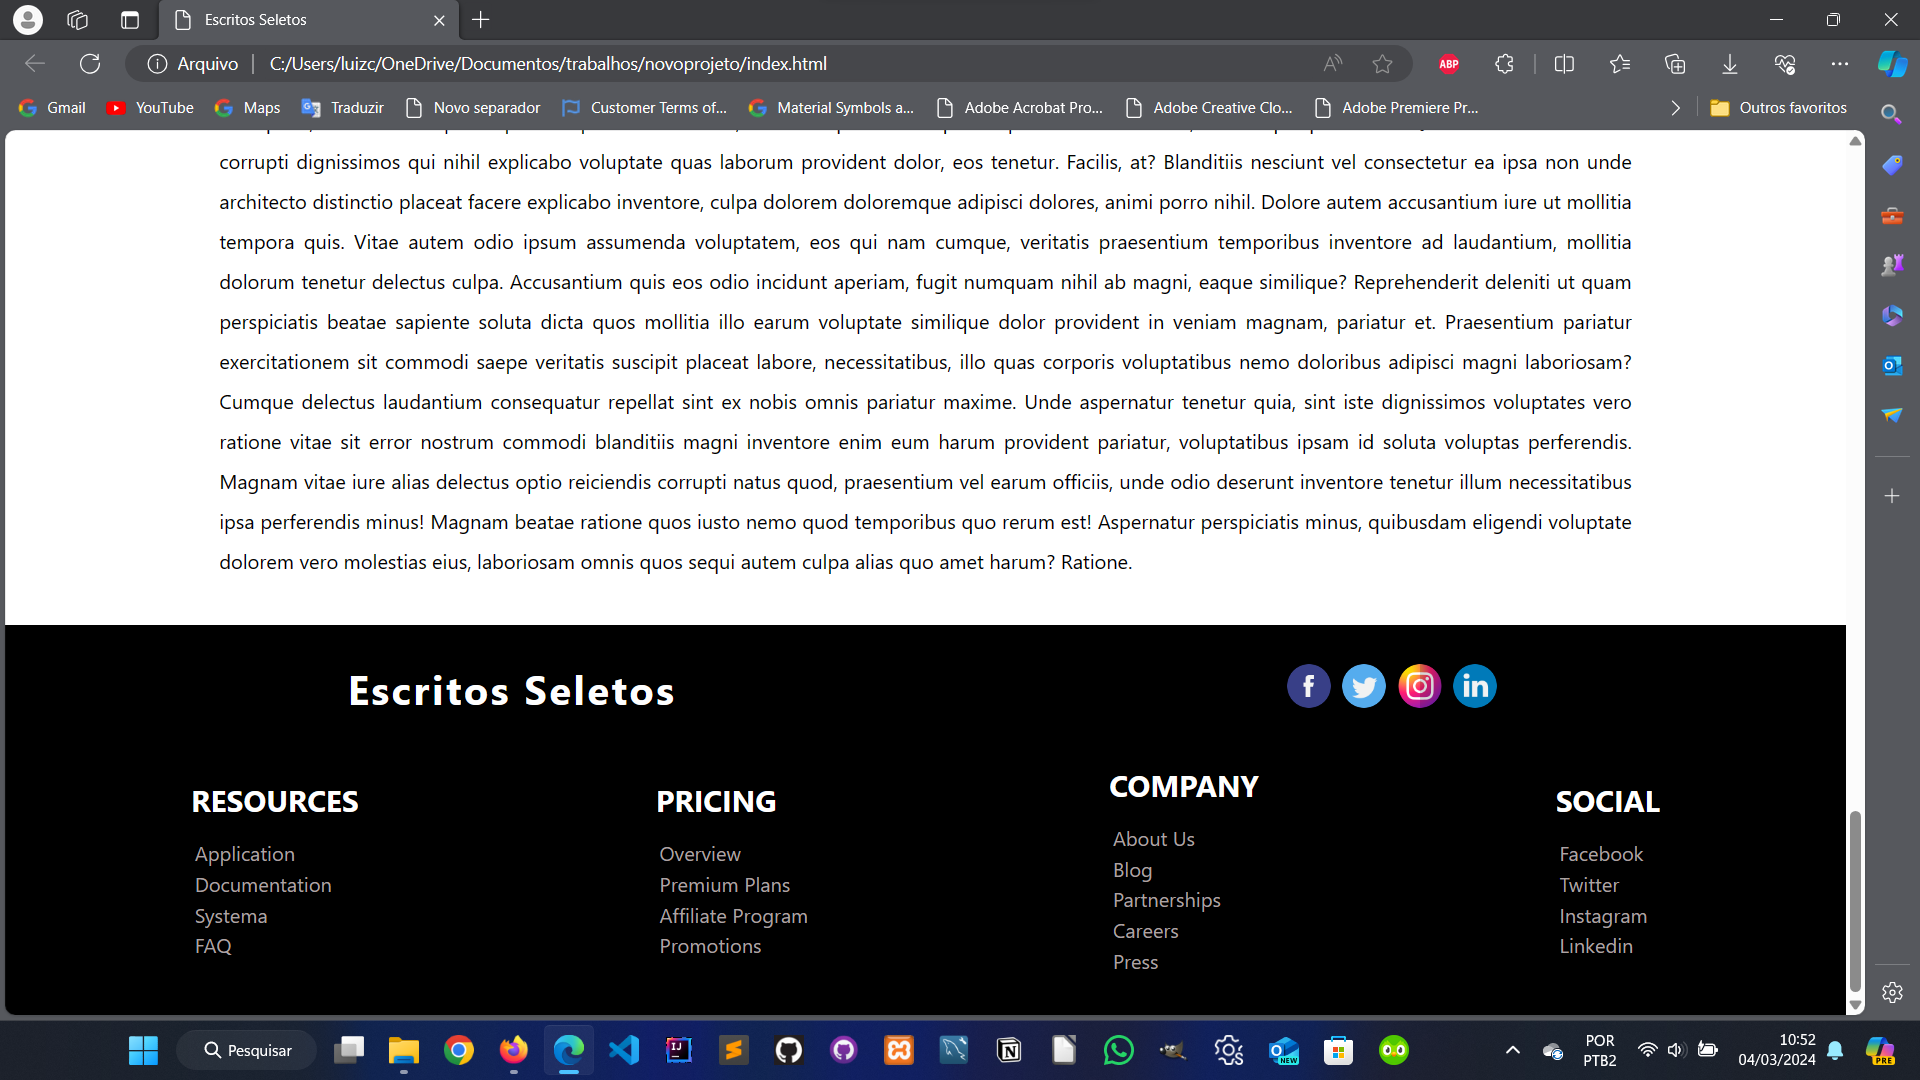 Escritos Seletos
Arquivo
C:/Users/luizc/OneDrive/Documentos/trabalhos/novoprojeto/index.html
ABP
Gmail
YouTube
Maps
Traduzir
Novo separador
Customer Terms of...
Material Symbols a...
Adobe Acrobat Pro...
Adobe Creative Clo...
Adobe Premiere Pr...
Outros favoritos
corrupti dignissimos qui nihil explicabo voluptate quas laborum provident dolor, eos tenetur. Facilis, at? Blanditiis nesciunt vel consectetur ea ipsa non unde
architecto distinctio placeat facere explicabo inventore, culpa dolorem doloremque adipisci dolores, animi porro nihil. Dolore autem accusantium iure ut mollitia
tempora quis. Vitae autem odio ipsum assumenda voluptatem, eos qui nam cumque, veritatis praesentium temporibus inventore ad laudantium, mollitia
dolorum tenetur delectus culpa. Accusantium quis eos odio incidunt aperiam, fugit numquam nihil ab magni, eaque similique? Reprehenderit deleniti ut quam
perspiciatis beatae sapiente soluta dicta quos mollitia illo earum voluptate similique dolor provident in veniam magnam, pariatur et. Praesentium pariatur
exercitationem sit commodi saepe veritatis suscipit placeat labore, necessitatibus, illo quas corporis voluptatibus nemo doloribus adipisci magni laboriosam?
Cumque delectus laudantium consequatur repellat sint ex nobis omnis pariatur maxime. Unde aspernatur tenetur quia, sint iste dignissimos voluptates vero
ratione vitae sit error nostrum commodi blanditiis magni inventore enim eum harum provident pariatur, voluptatibus ipsam id soluta voluptas perferendis.
Magnam vitae iure alias delectus optio reiciendis corrupti natus quod, praesentium vel earum officiis, unde odio deserunt inventore tenetur illum necessitatibus
ipsa perferendis minus! Magnam beatae ratione quos iusto nemo quod temporibus quo rerum est! Aspernatur perspiciatis minus, quibusdam eligendi voluptate
dolorem vero molestias eius, laboriosam omnis quos sequi autem culpa alias quo amet harum? Ratione.
Escritos Seletos
RESOURCES
Application
Documentation
Systema
FAQ
PRICING
Overview
Premium Plans
Affiliate Program
Promotions
COMPANY
About Us
Blog
Partnerships
Careers
Press
SOCIAL
Facebook
Twitter
Instagram
Linkedin
Pesquisar
POR
PTB2
10:52
04/03/2024